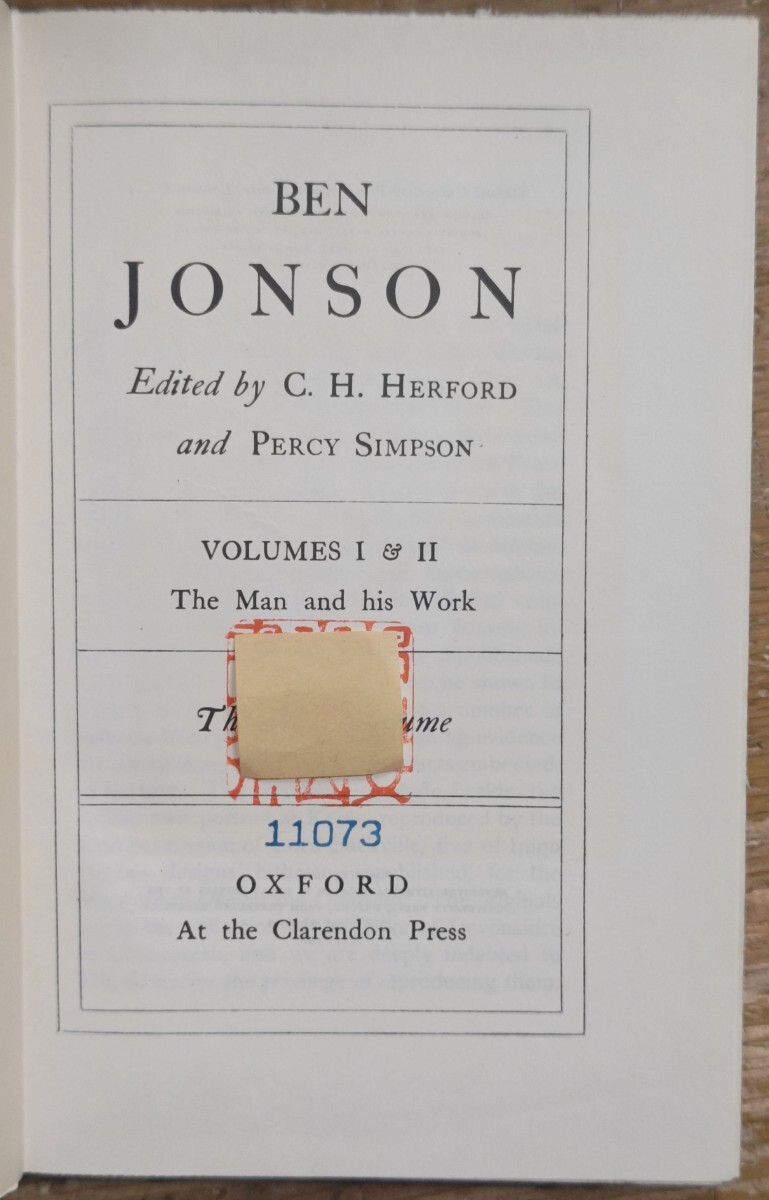 BEN
JONSON
Edited by C. H. HERFORD
and PERCY SIMPSON
VOLUMES I & II
The Man and his Work
11073
OXFORD
At the Clarendon Press